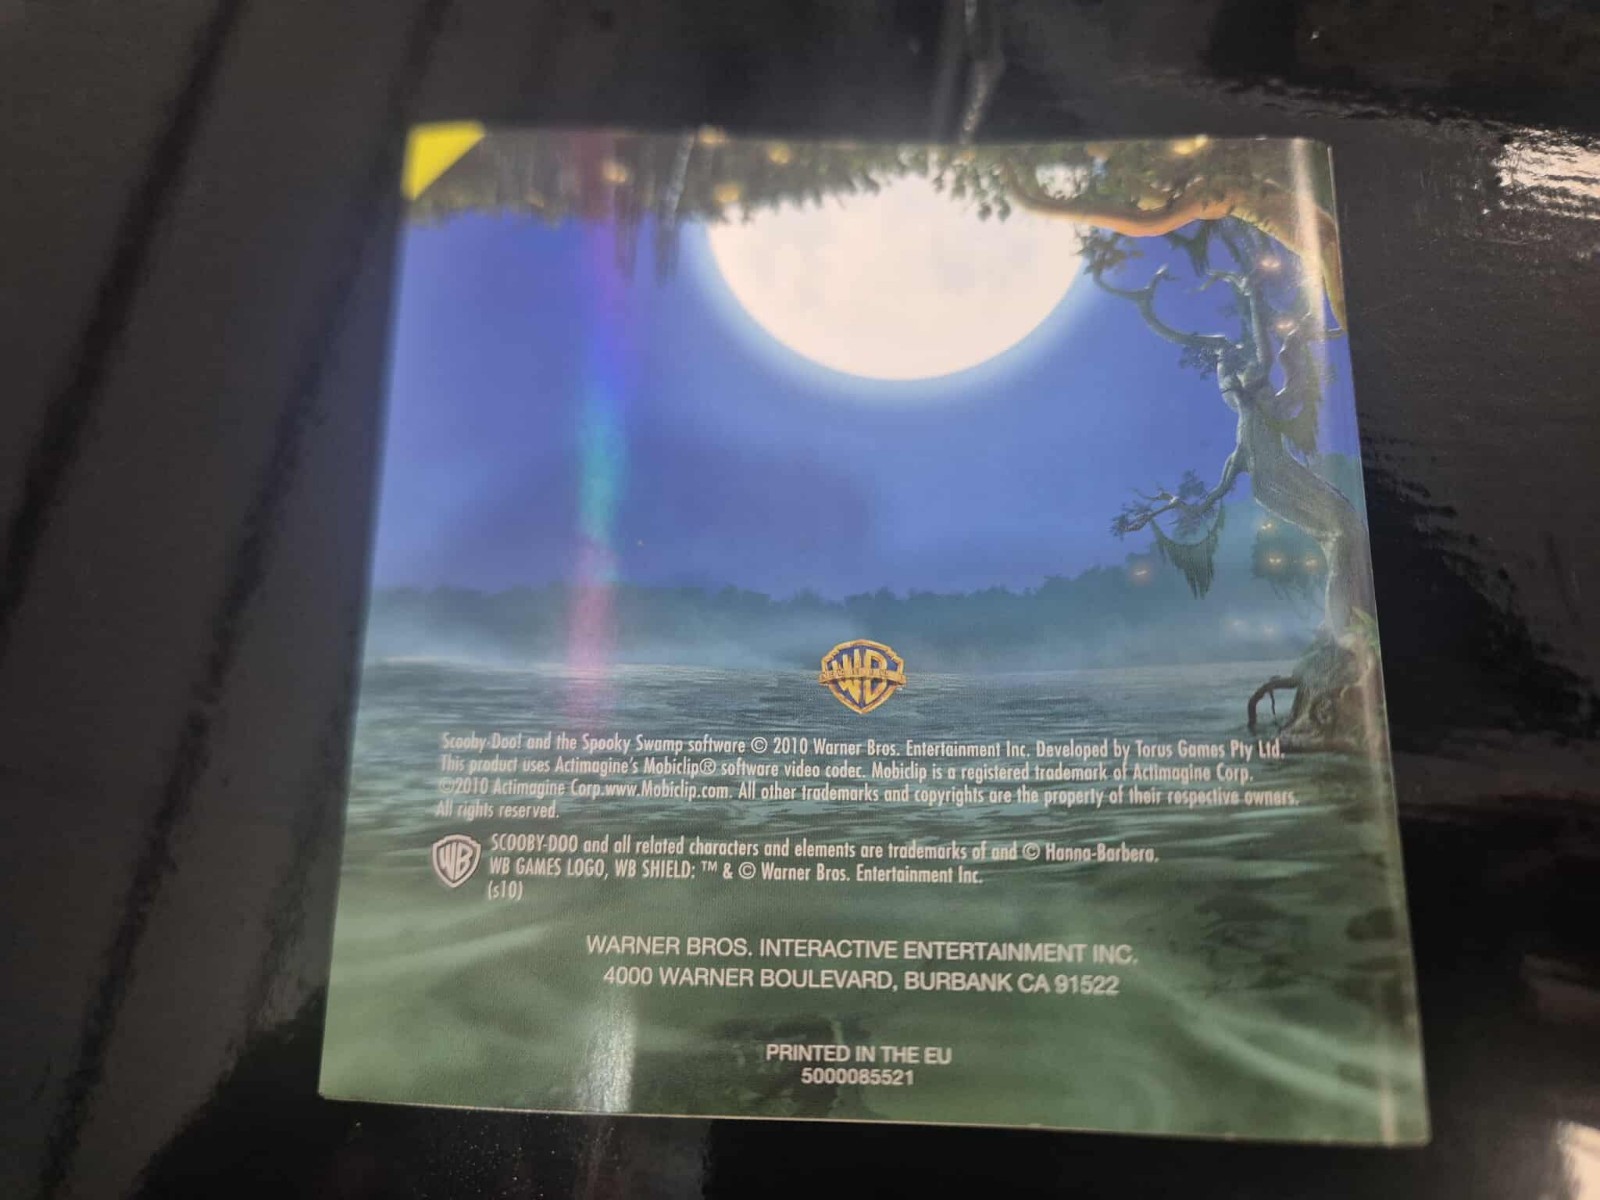 WB
Scooby-Doo! and the Spooky Swamp software © 2010 Warner Bros. Entertainment Inc. Developed by Torus Games Pty Ltd.
This product uses Actimagine's Mobiclip® software video codec. Mobiclip is a registered trademark of Actimagine Corp.
©2010 Actimagine Corp.www.Mobiclip.com. All other trademarks and copyrights are the property of their respective owners.
All rights reserved.
WB
SCOOBY-DOO and all related characters and elements are trademarks of and © Hanna-Barbera.
WB GAMES LOGO, WB SHIELD: ™ & © Warner Bros. Entertainment Inc.
(s10)
WARNER BROS. INTERACTIVE ENTERTAINMENT INC.
4000 WARNER BOULEVARD, BURBANK CA 91522
PRINTED IN THE EU
5000085521